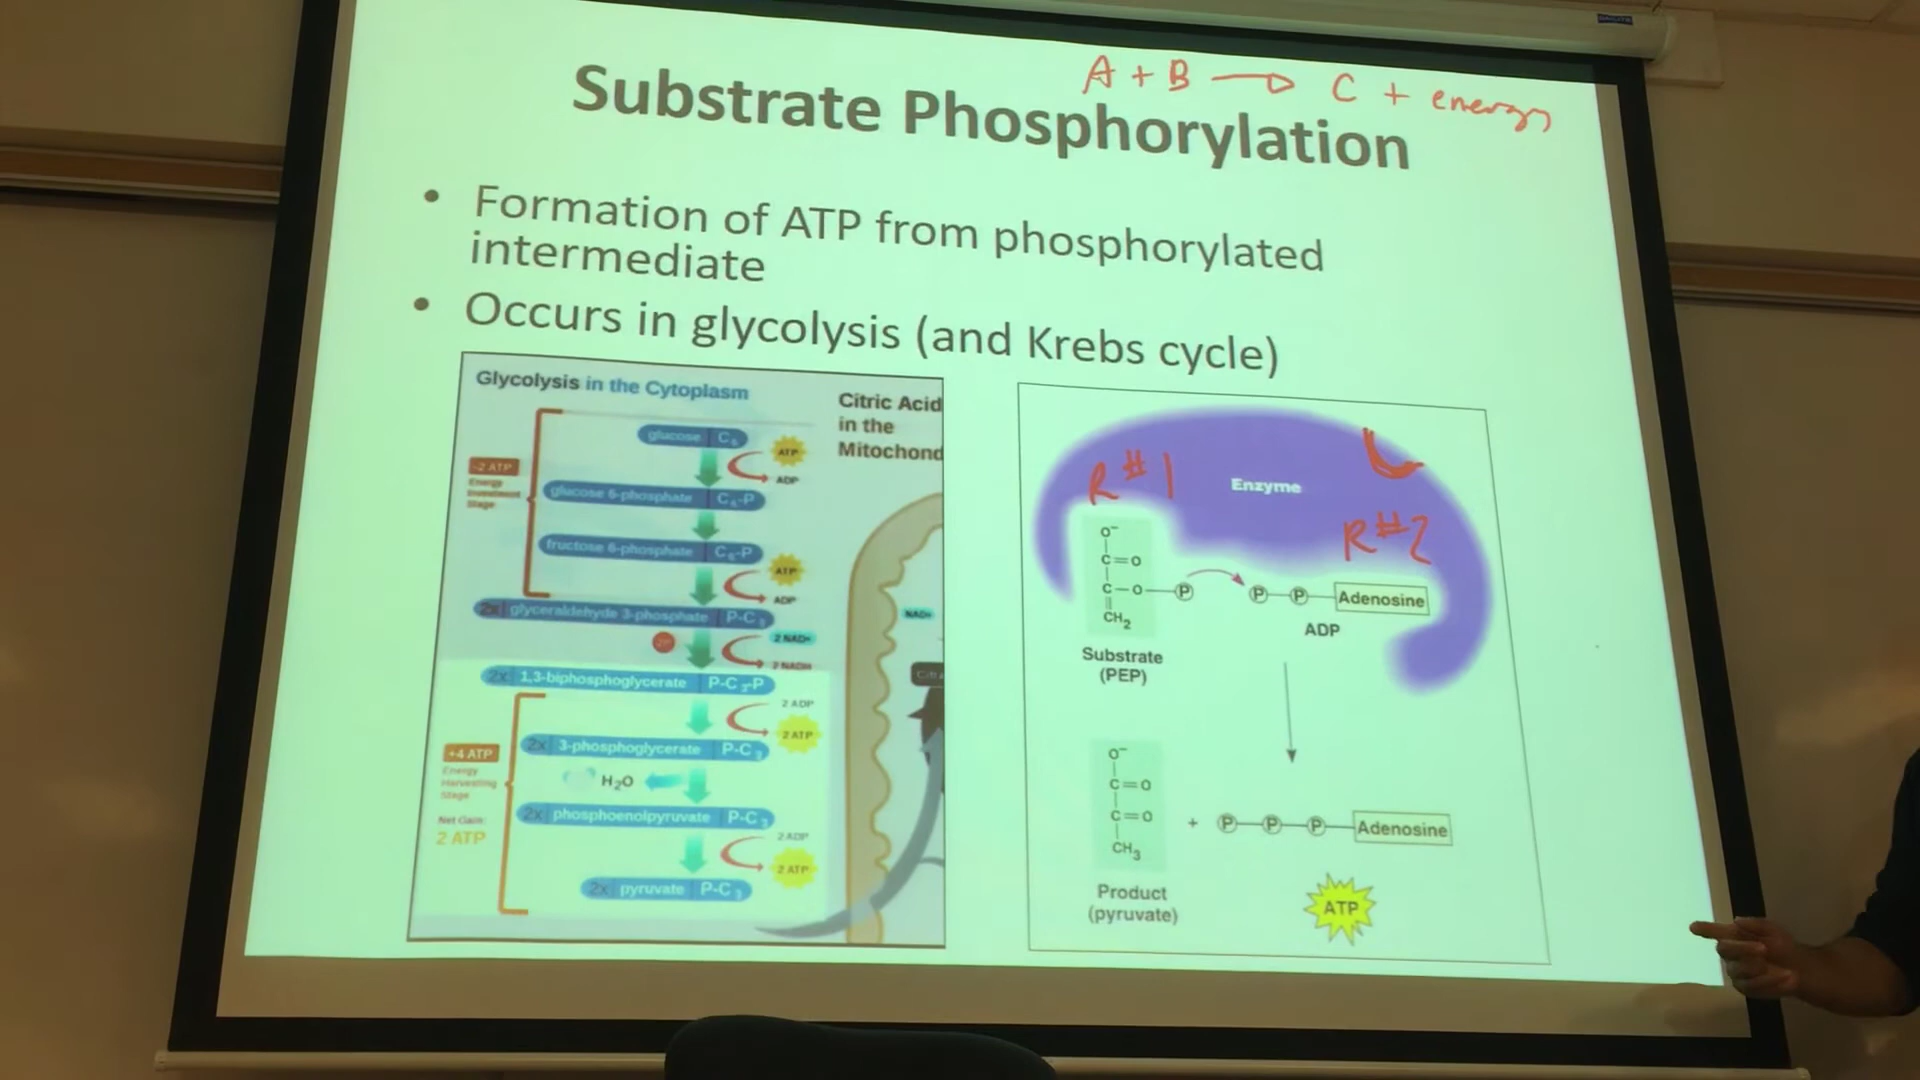 A + B → C + energy
Substrate Phosphorylation
• Formation of ATP from phosphorylated
intermediate
• Occurs in glycolysis (and Krebs cycle)
Glycolysis in the Cytoplasm
Citric Acid
in the
Mitochond
glucose C₆
ATP
ADP
-2 ATP
Energy
Investment
Stage
glucose 6-phosphate C₆-P
fructose 6-phosphate C₆-P
ATP
ADP
2x glyceraldehyde 3-phosphate P-C₃
2 NAD+
2 NADH
NAD+
2x 1,3-biphosphoglycerate P-C₃-P
2 ADP
2 ATP
+4 ATP
Energy
Harvesting
Stage
Net Gain:
2 ATP
2x 3-phosphoglycerate P-C₃
H₂O
2x phosphoenolpyruvate P-C₃
2 ADP
2 ATP
2x pyruvate P-C₃
R#1
Enzyme
R#2
O⁻
C=O
C-O-P
CH₂
P-P-Adenosine
ADP
Substrate
(PEP)
O⁻
C=O
C=O
CH₃
+ P-P-P-Adenosine
Product
(pyruvate)
ATP